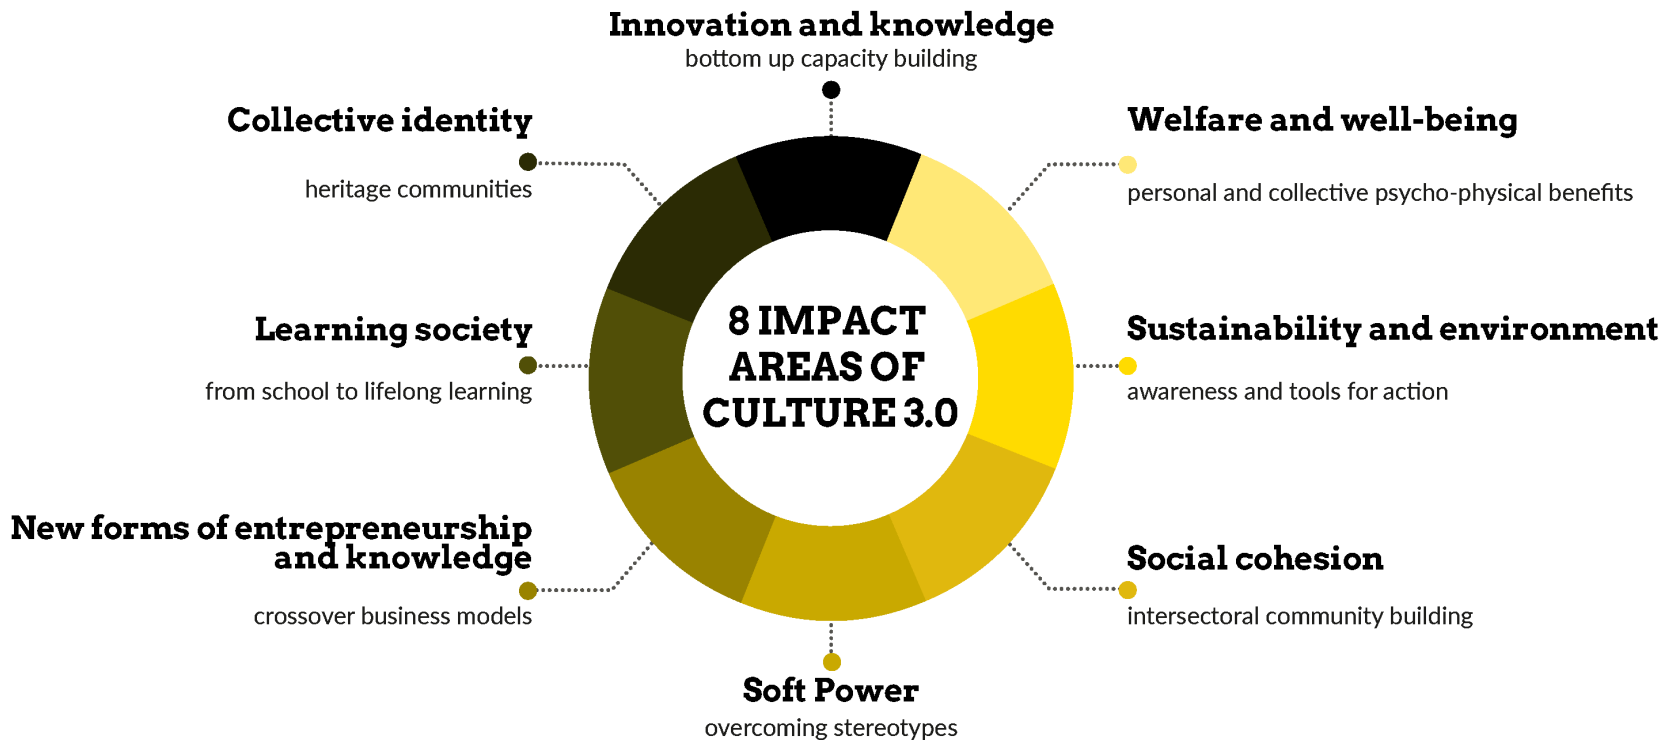 Innovation and knowledge
bottom up capacity building
Collective identity
heritage communities
Welfare and well-being
personal and collective psycho-physical benefits
8 IMPACT
AREAS OF
CULTURE 3.0
Learning society
from school to lifelong learning
Sustainability and environment
awareness and tools for action
New forms of entrepreneurship
and knowledge
crossover business models
Social cohesion
intersectoral community building
Soft Power
overcoming stereotypes